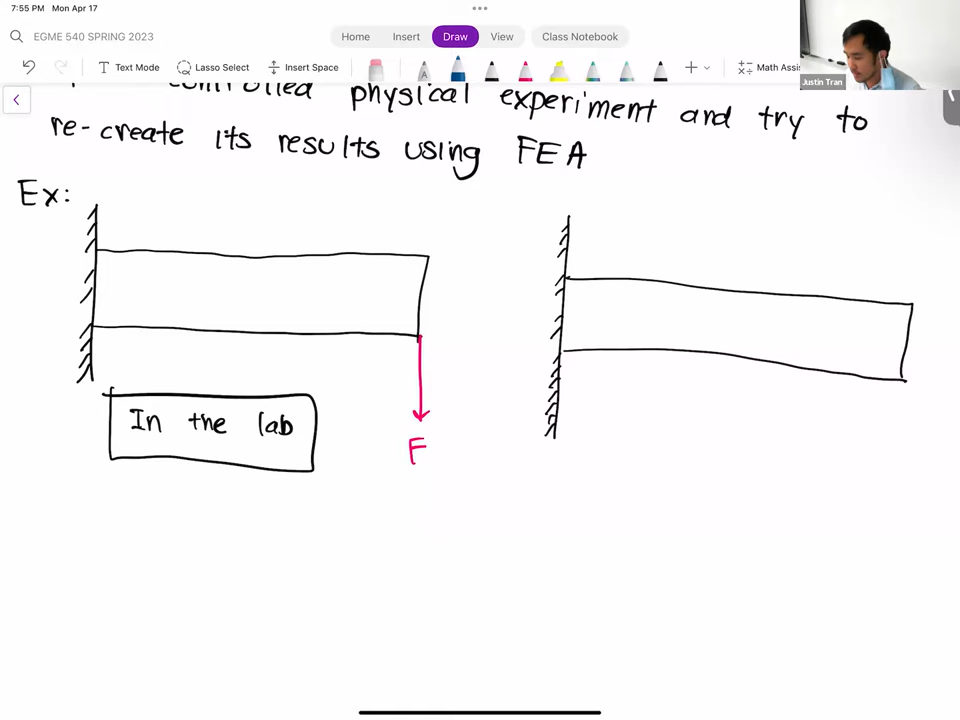 7:55 PM Mon Apr 17
EGME 540 SPRING 2023
Home Insert Draw View Class Notebook
Text Mode Lasso Select Insert Space Math Assis
Justin Tran
controlled physical experiment and try to
re-create its results using FEA
Ex:
In the lab
F